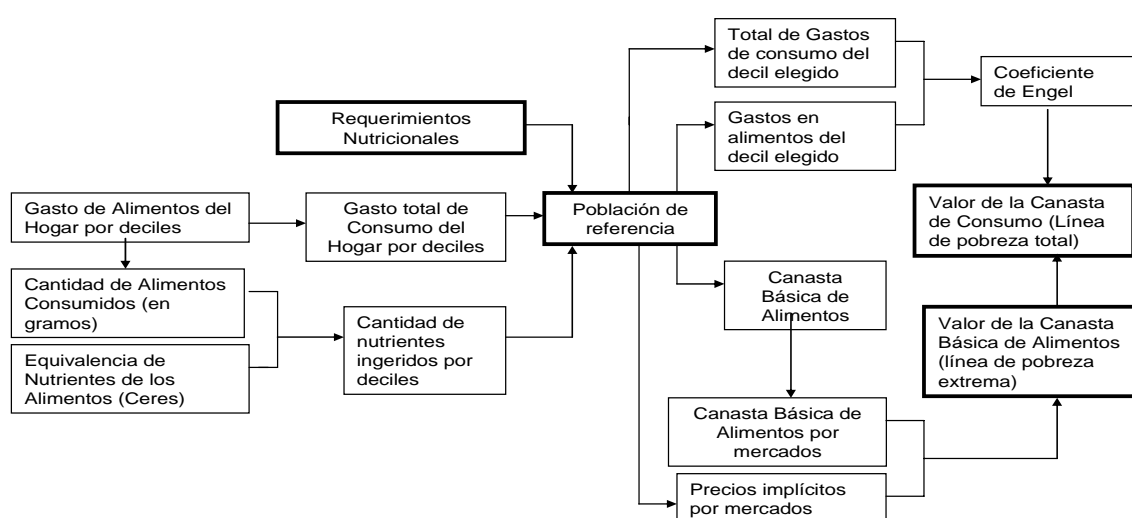 Total de Gastos
de consumo del
decil elegido
Coeficiente
de Engel
Requerimientos
Nutricionales
Gastos en
alimentos del
decil elegido
Gasto de Alimentos del
Hogar por deciles
Gasto total de
Consumo del
Hogar por deciles
Población de
referencia
Valor de la Canasta
de Consumo (Línea
de pobreza total)
Cantidad de Alimentos
Consumidos (en
gramos)
Canasta
Básica de
Alimentos
Equivalencia de
Nutrientes de los
Alimentos (Ceres)
Cantidad de
nutrientes
ingeridos por
deciles
Valor de la Canasta
Básica de Alimentos
(línea de pobreza
extrema)
Canasta Básica de
Alimentos por
mercados
Precios implícitos
por mercados